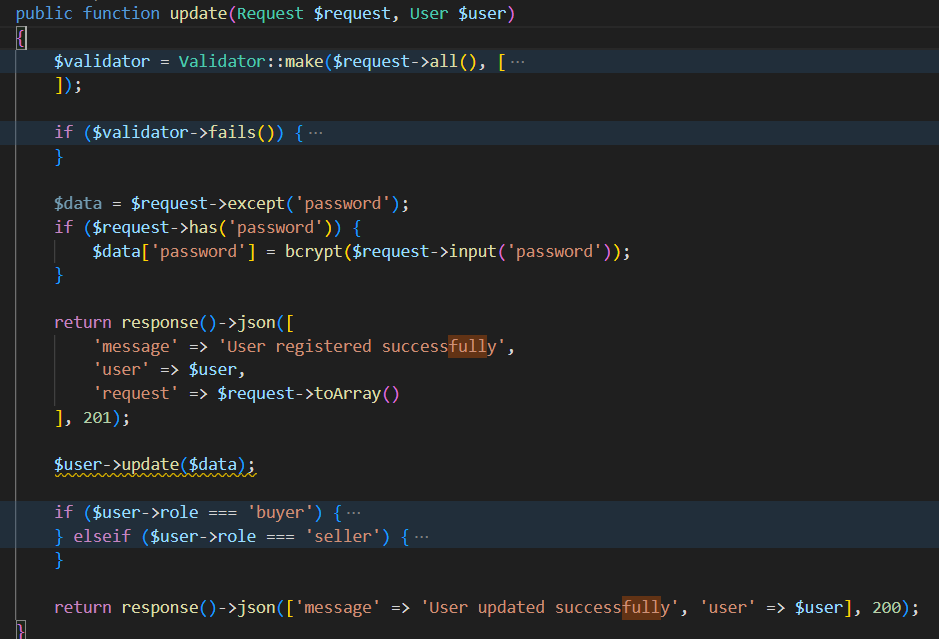 public function update(Request $request, User $user)
{
    $validator = Validator::make($request->all(), [ ···
    ]);

    if ($validator->fails()) { ···
    }

    $data = $request->except('password');
    if ($request->has('password')) {
        $data['password'] = bcrypt($request->input('password'));
    }

    return response()->json([
        'message' => 'User registered successfully',
        'user' => $user,
        'request' => $request->toArray()
    ], 201);

    $user->update($data);

    if ($user->role === 'buyer') { ···
    } elseif ($user->role === 'seller') { ···
    }

    return response()->json(['message' => 'User updated successfully', 'user' => $user], 200);
}